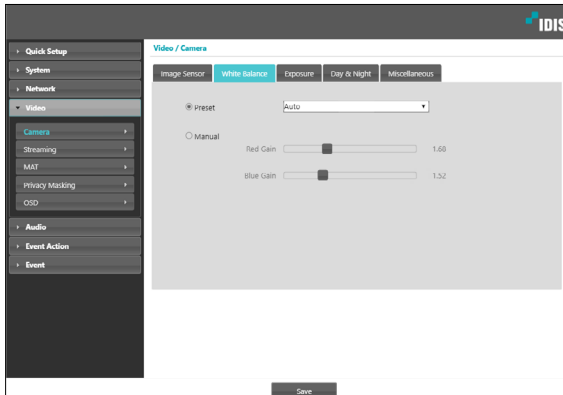 IDIS
Quick Setup
System
Network
Video
Camera
Streaming
MAT
Privacy Masking
OSD
Audio
Event Action
Event
Video / Camera
Image Sensor White Balance Exposure Day & Night Miscellaneous
Preset Auto
Manual
Red Gain 1.60
Blue Gain 1.52
Save